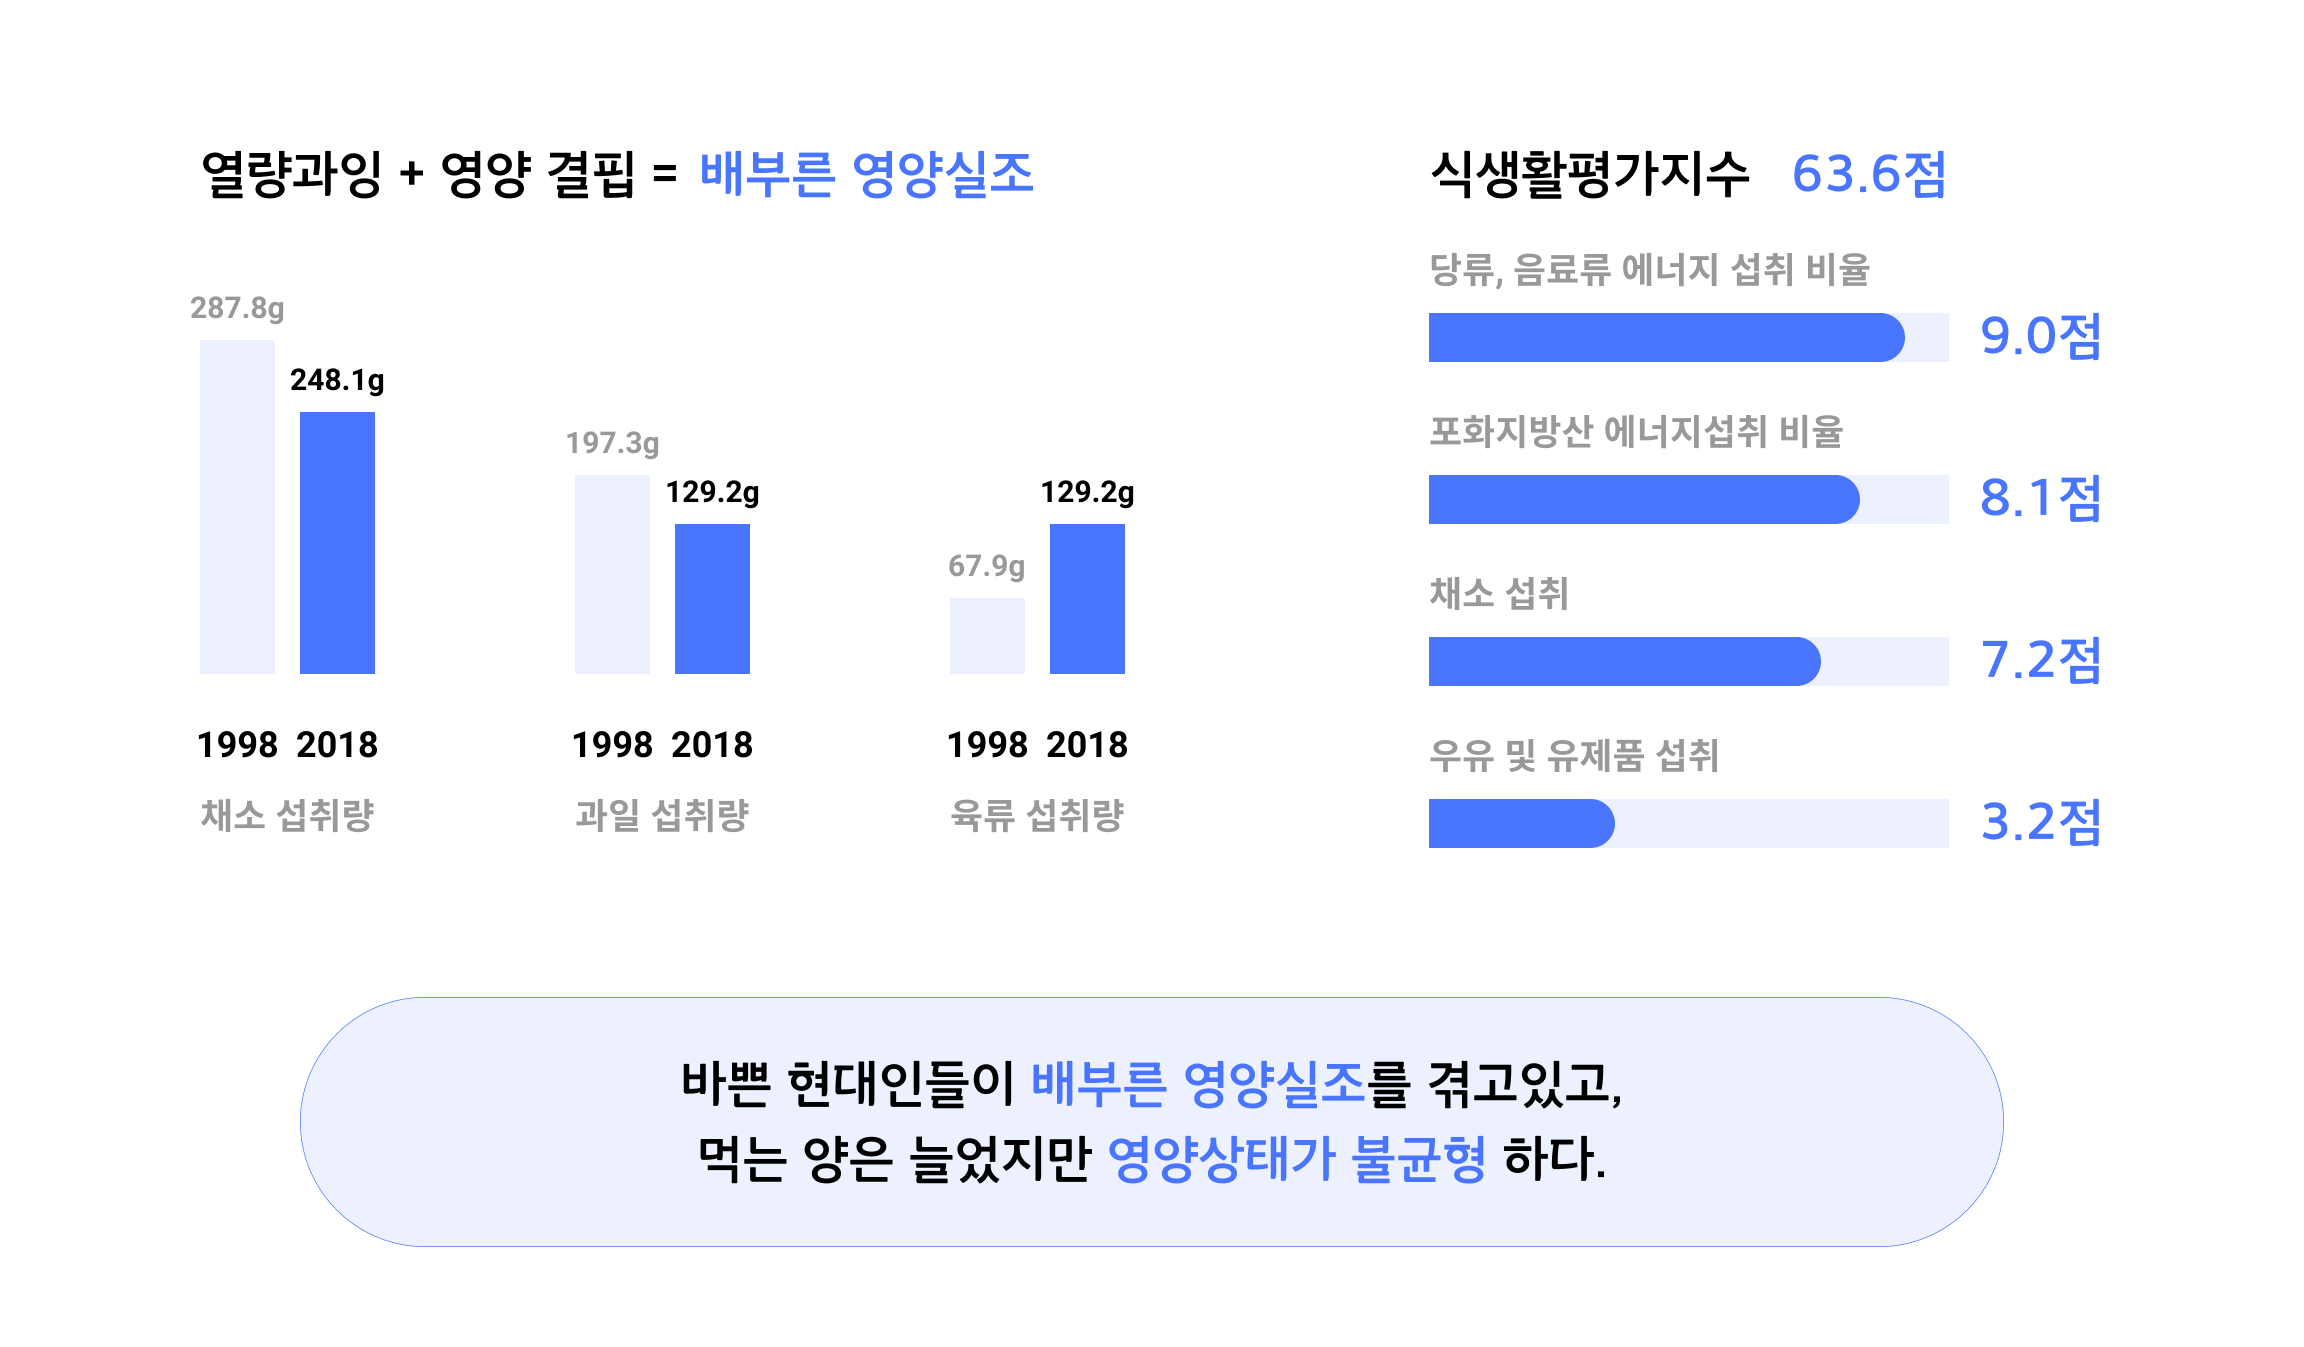 열량과잉 + 영양 결핍 = 배부른 영양실조
287.8g
248.1g
197.3g
129.2g
67.9g
129.2g
1998 2018
1998 2018
1998 2018
채소 섭취량
과일 섭취량
육류 섭취량
식생활평가지수 63.6점
당류, 음료류 에너지 섭취 비율
9.0점
포화지방산 에너지섭취 비율
8.1점
채소 섭취
7.2점
우유 및 유제품 섭취
3.2점
바쁜 현대인들이 배부른 영양실조를 겪고있고,
먹는 양은 늘었지만 영양상태가 불균형 하다.